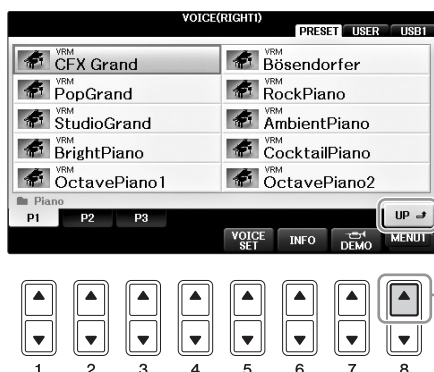 VOICE(RIGHT1)
PRESET USER USB1
VRM
CFX Grand
VRM
Bösendorfer
VRM
PopGrand
VRM
RockPiano
VRM
StudioGrand
VRM
AmbientPiano
VRM
BrightPiano
VRM
CocktailPiano
VRM
OctavePiano1
VRM
OctavePiano2
Piano
P1 P2 P3 UP
VOICE SET INFO DEMO MENU1
1 2 3 4 5 6 7 8